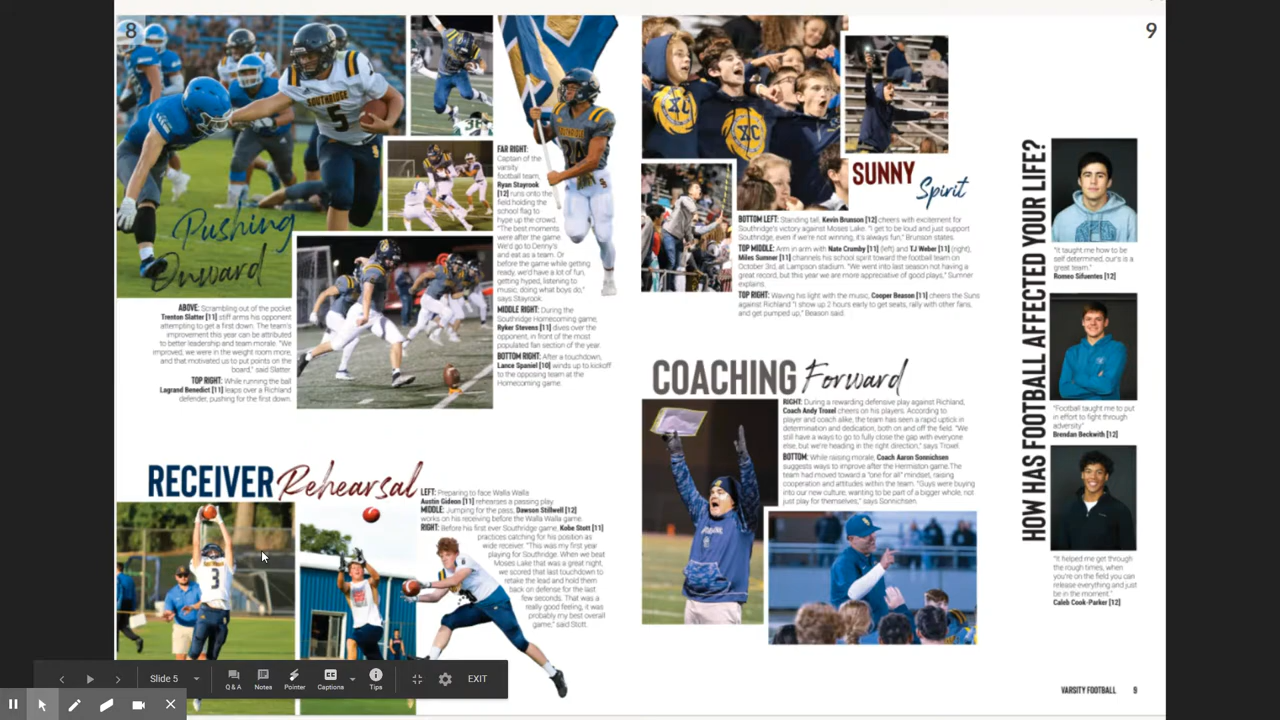 8
SOUTHRIDGE
5
Pushing
Onward
ABOVE: Scrambling out of the pocket
Trenton Slatter [11] stiff arms his opponent
attempting to get a first down. The team's
improvement this year can be attributed
to better leadership and team morale. "We
improved, we were in the weight room more,
and that motivated us to put points on the
board," said Slatter.
TOP RIGHT: While running the ball
Lagrand Benedict [11] leaps over a Richland
defender, pushing for the first down.
FAR RIGHT:
Captain of the
varsity
football team,
Ryan Stayrook
[12] runs onto the
field holding the
school flag to
hype up the crowd.
"The best moments
were after the game.
We'd go to Denny's
and eat as a team. Or
before the game while
getting ready,
we'd have a lot of fun,
getting hyped, listening to
music, doing what boys do,"
says Stayrook.
MIDDLE RIGHT: During the
Southridge Homecoming game,
Ryker Stevens [11] dives over the
opponent, in front of the most
populated fan section of the year.
BOTTOM RIGHT: After a touchdown,
Lance Spaniel [10] winds up to kickoff
to the opposing team at the
Homecoming game.
RECEIVER Rehearsal
LEFT: Preparing to face Walla Walla
Austin Gideon [11] rehearses a passing play.
MIDDLE: Jumping for the pass, Dawson Stillwell [12]
works on his receiving before the Walla Walla game.
RIGHT: Before his first ever Southridge game, Kobe Stott [11]
practices catching for his position as
wide receiver. "This was my first year
playing for Southridge. When we beat
Moses Lake that was a great night,
we scored that last touchdown to
retake the lead and hold them
back on defense for the last
few seconds. That was a
really good feeling, it was
probably my best overall
game," said Stott.
3
9
XC
SUNNY
Spirit
BOTTOM LEFT: Standing tall, Kevin Brunson [12] cheers with excitement for
Southridge's victory against Moses Lake. "I get to be loud and just support
Southridge, even if we're not winning, it's always fun," Brunson states.
TOP MIDDLE: Arm in arm with Nate Crumby [11] (left) and TJ Weber [11] (right),
Miles Sumner [11] channels his school spirit toward the football team on
October 3rd, at Lampson stadium. "We went into last season not having a
great record, but this year we are more appreciative of good plays," Sumner
explains.
TOP RIGHT: Waving his light with the music, Cooper Beason [11] cheers the Suns
against Richland "I show up 2 hours early to get seats, rally with other fans,
and get pumped up," Beason said.
COACHING Forward
RIGHT: During a rewarding defensive play against Richland,
Coach Andy Troxel cheers on his players. According to
player and coach alike, the team has seen a rapid uptick in
determination and dedication, both on and off the field. "We
still have a ways to go to fully close the gap with everyone
else, but we're heading in the right direction," says Troxel.
BOTTOM: While raising morale, Coach Aaron Sonnichsen
suggests ways to improve after the Hermiston game.The
team had moved toward a "one for all" mindset, raising
cooperation and attitudes within the team. "Guys were buying
into our new culture, wanting to be part of a bigger whole, not
just play for themselves," says Sonnichsen.
HOW HAS FOOTBALL AFFECTED YOUR LIFE?
"It taught me how to be
self determined, our's is a
great team."
Romeo Sifuentes [12]
"Football taught me to put
in effort to fight through
adversity."
Brendan Beckwith [12]
"It helped me get through
the rough times, when
you're on the field you can
release everything and just
be in the moment."
Caleb Cook-Parker [12]
VARSITY FOOTBALL 9
Slide 5
Q & A
Notes
Pointer
Captions
Tips
EXIT